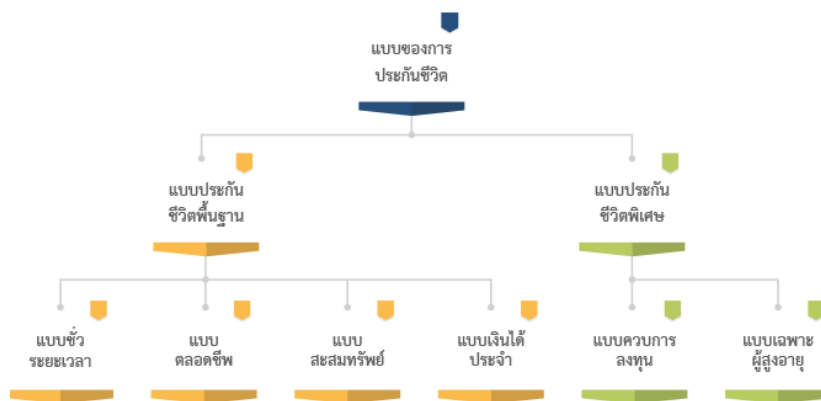 แบบของการ
ประกันชีวิต
แบบประกัน
ชีวิตพื้นฐาน
แบบประกัน
ชีวิตพิเศษ
แบบชั่ว
ระยะเวลา
แบบ
ตลอดชีพ
แบบ
สะสมทรัพย์
แบบเงินได้
ประจำ
แบบควบการ
ลงทุน
แบบเฉพาะ
ผู้สูงอายุ